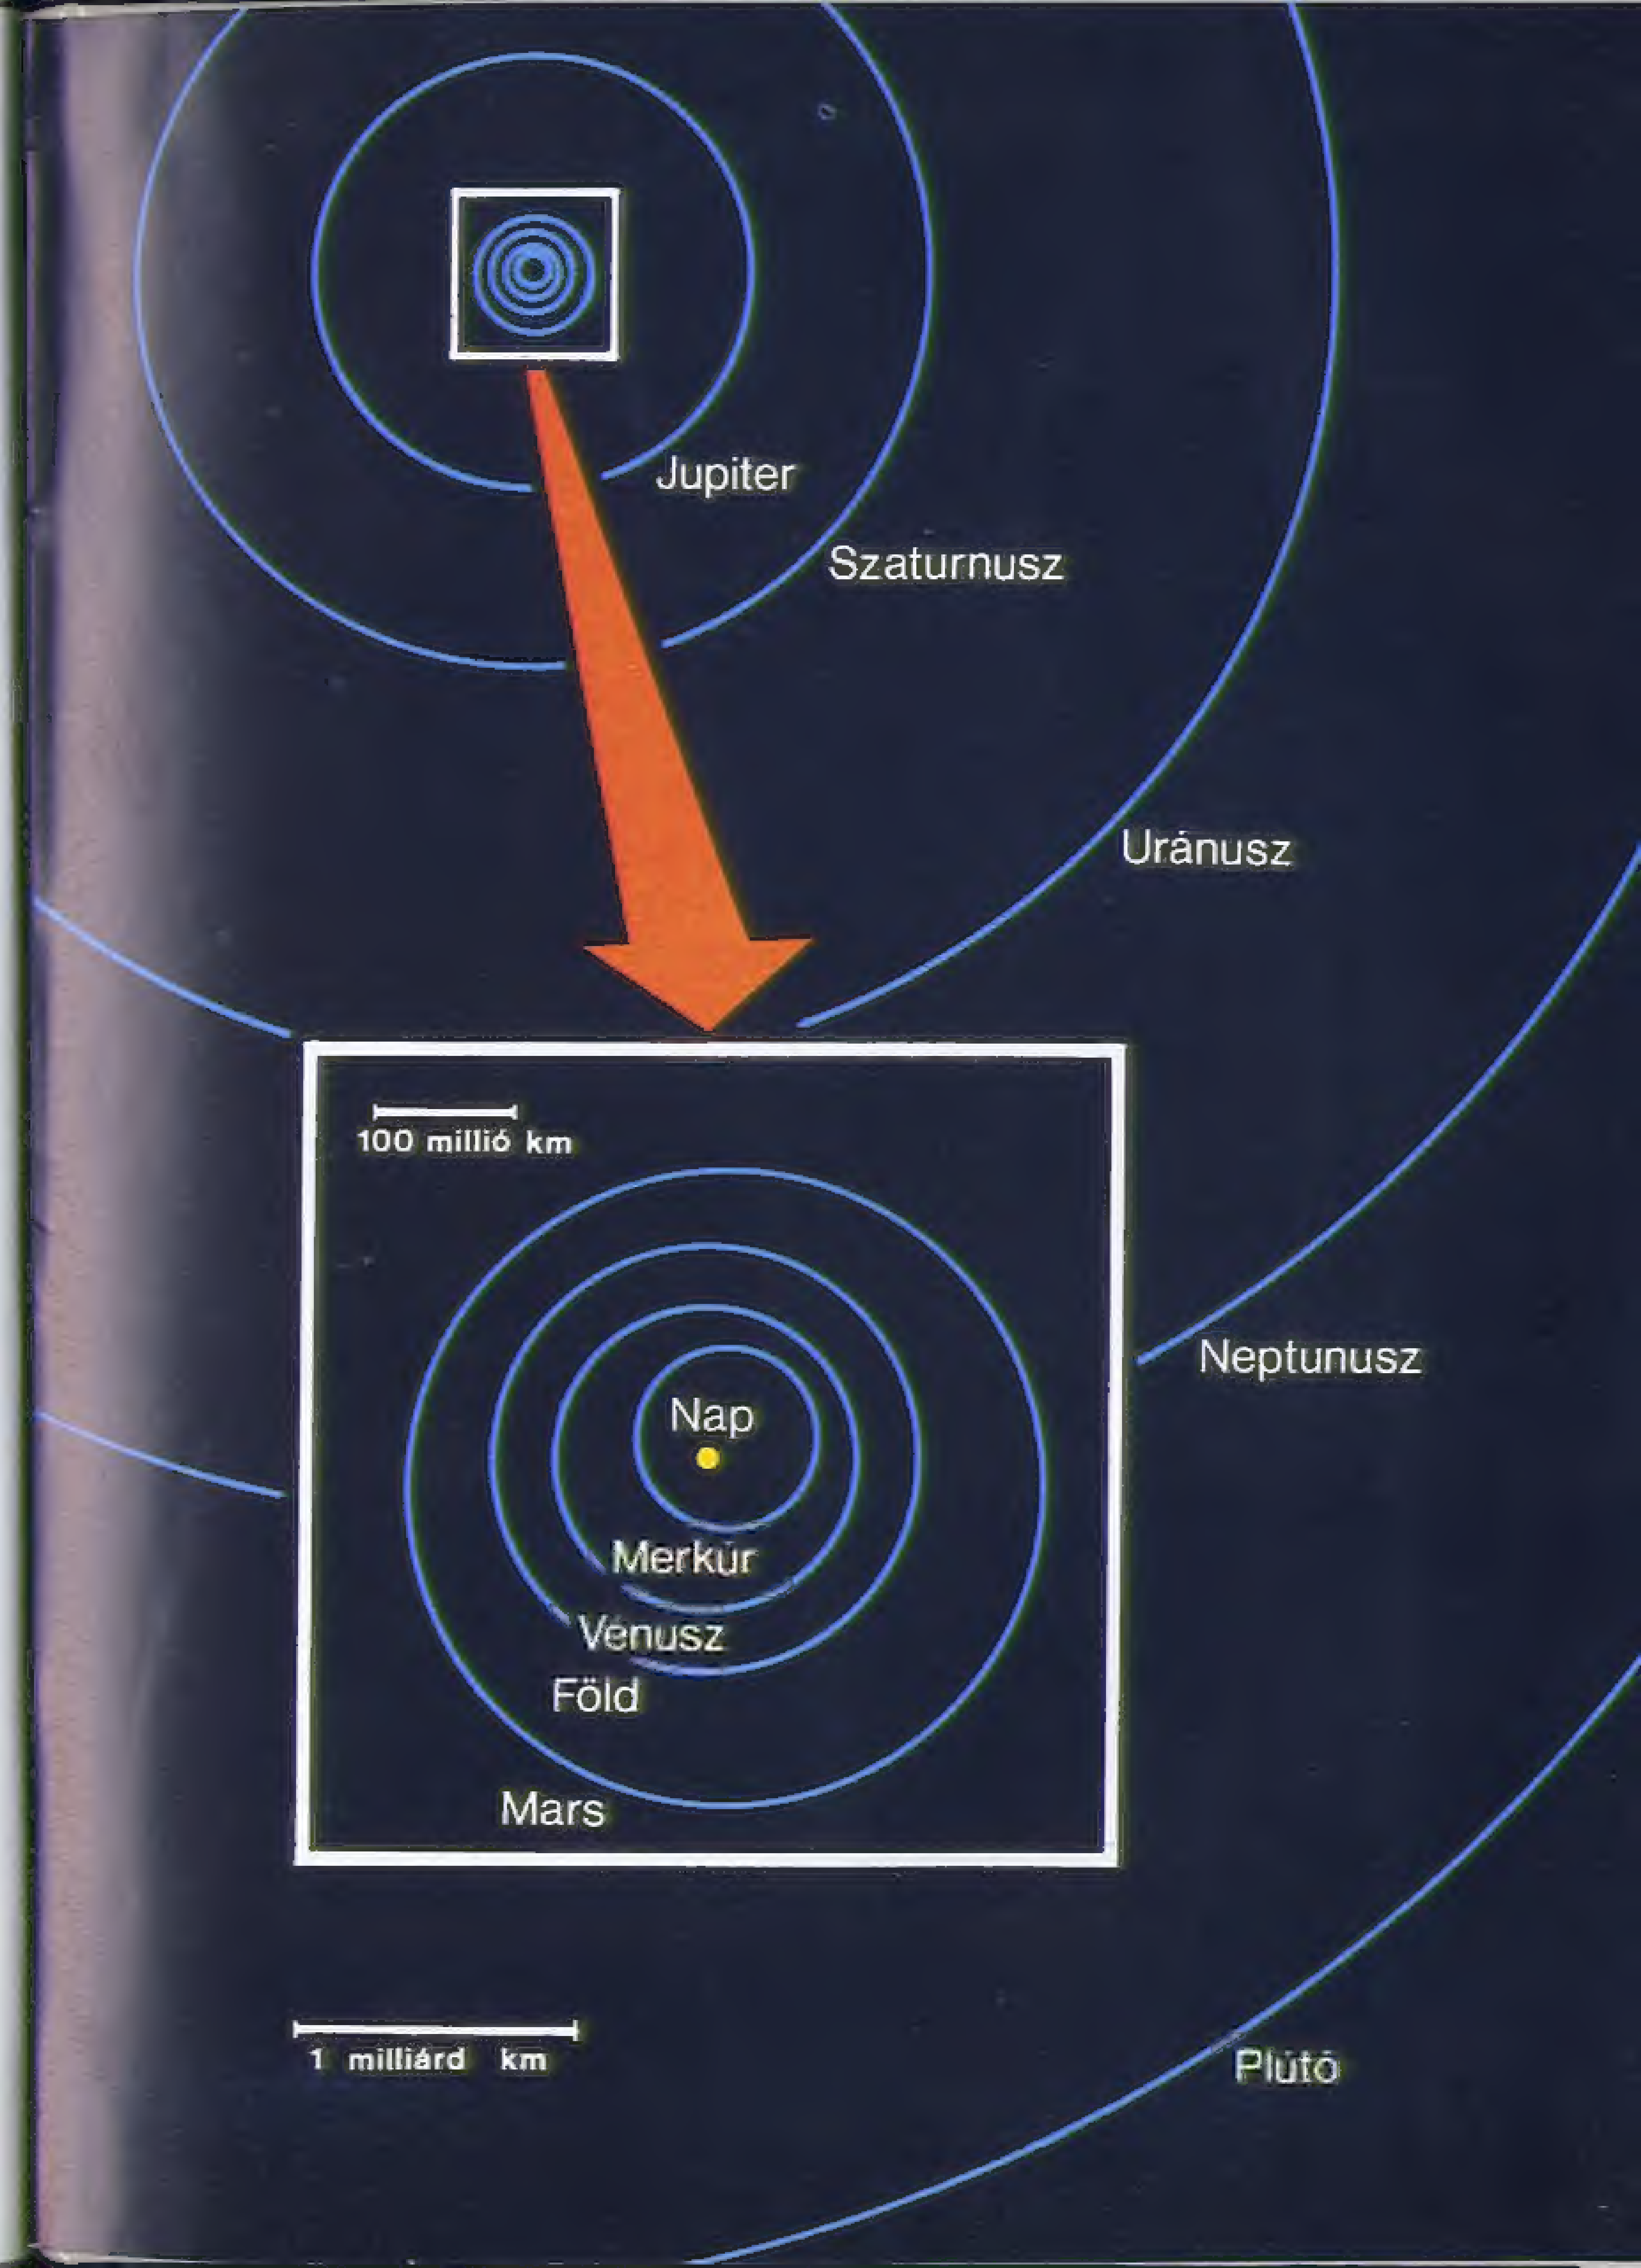 Jupiter
Szaturnusz
Uránusz
100 millió km
Neptunusz
Nap
Merkúr
Vénusz
Föld
Mars
1 milliárd km
Plútó